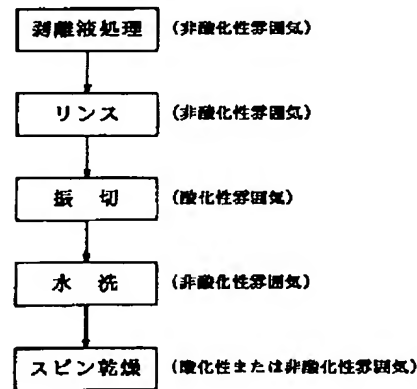 剥離液処理 (非酸化性雰囲気)
リンス (非酸化性雰囲気)
振切 (酸化性雰囲気)
水洗 (非酸化性雰囲気)
スピン乾燥 (酸化性または非酸化性雰囲気)